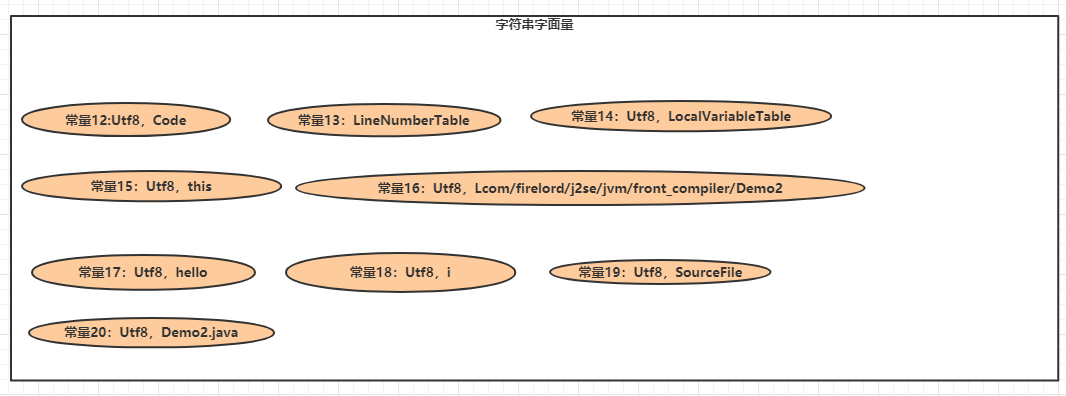 字符串字面量
常量12:Utf8，Code
常量13：LineNumberTable
常量14：Utf8，LocalVariableTable
常量15：Utf8，this
常量16：Utf8，Lcom/firelord/j2se/jvm/front_compiler/Demo2
常量17：Utf8，hello
常量18：Utf8，i
常量19：Utf8，SourceFile
常量20：Utf8，Demo2.java